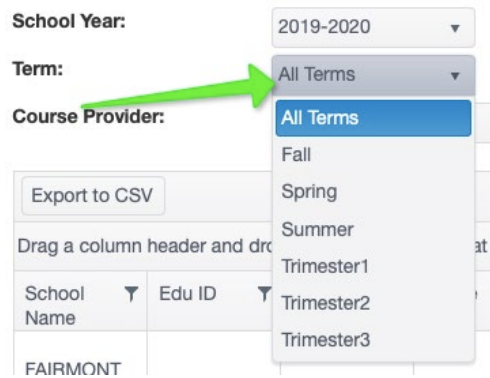 School Year:
2019-2020
Term:
All Terms
Course Provider:
All Terms
Fall
Spring
Summer
Trimester1
Trimester2
Trimester3
Export to CSV
Drag a column header and
School Name
Edu ID
FAIRMONT